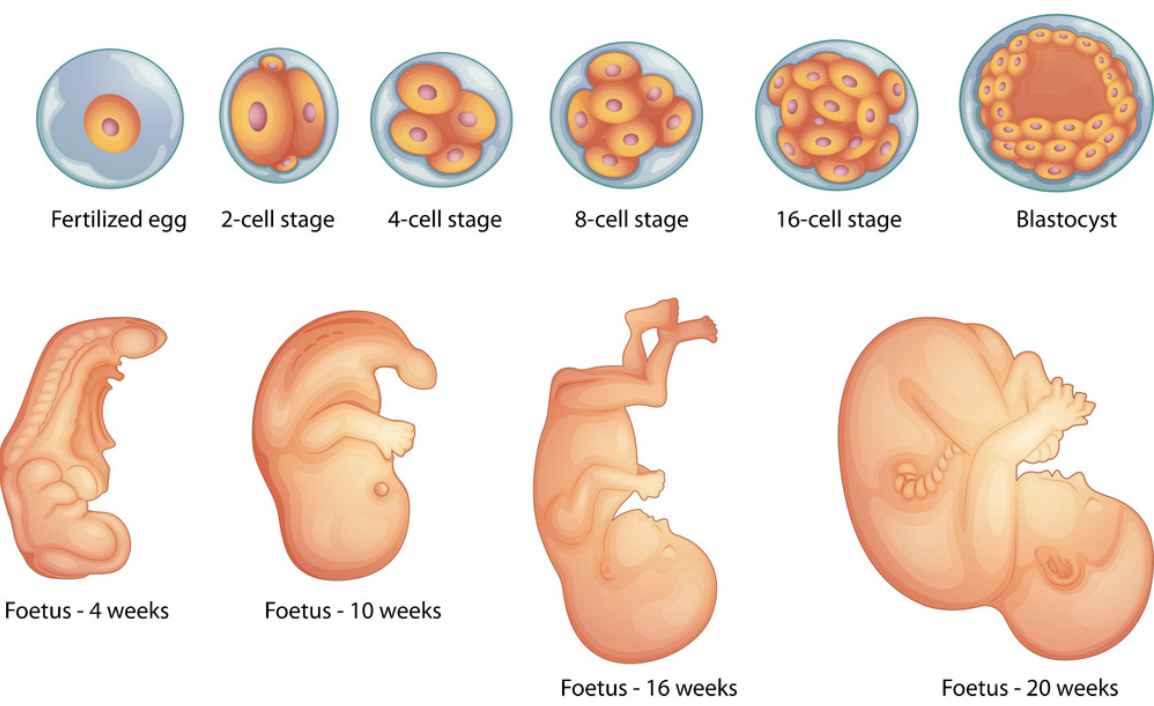 Fertilized egg
2-cell stage
4-cell stage
8-cell stage
16-cell stage
Blastocyst
Foetus - 4 weeks
Foetus - 10 weeks
Foetus - 16 weeks
Foetus - 20 weeks